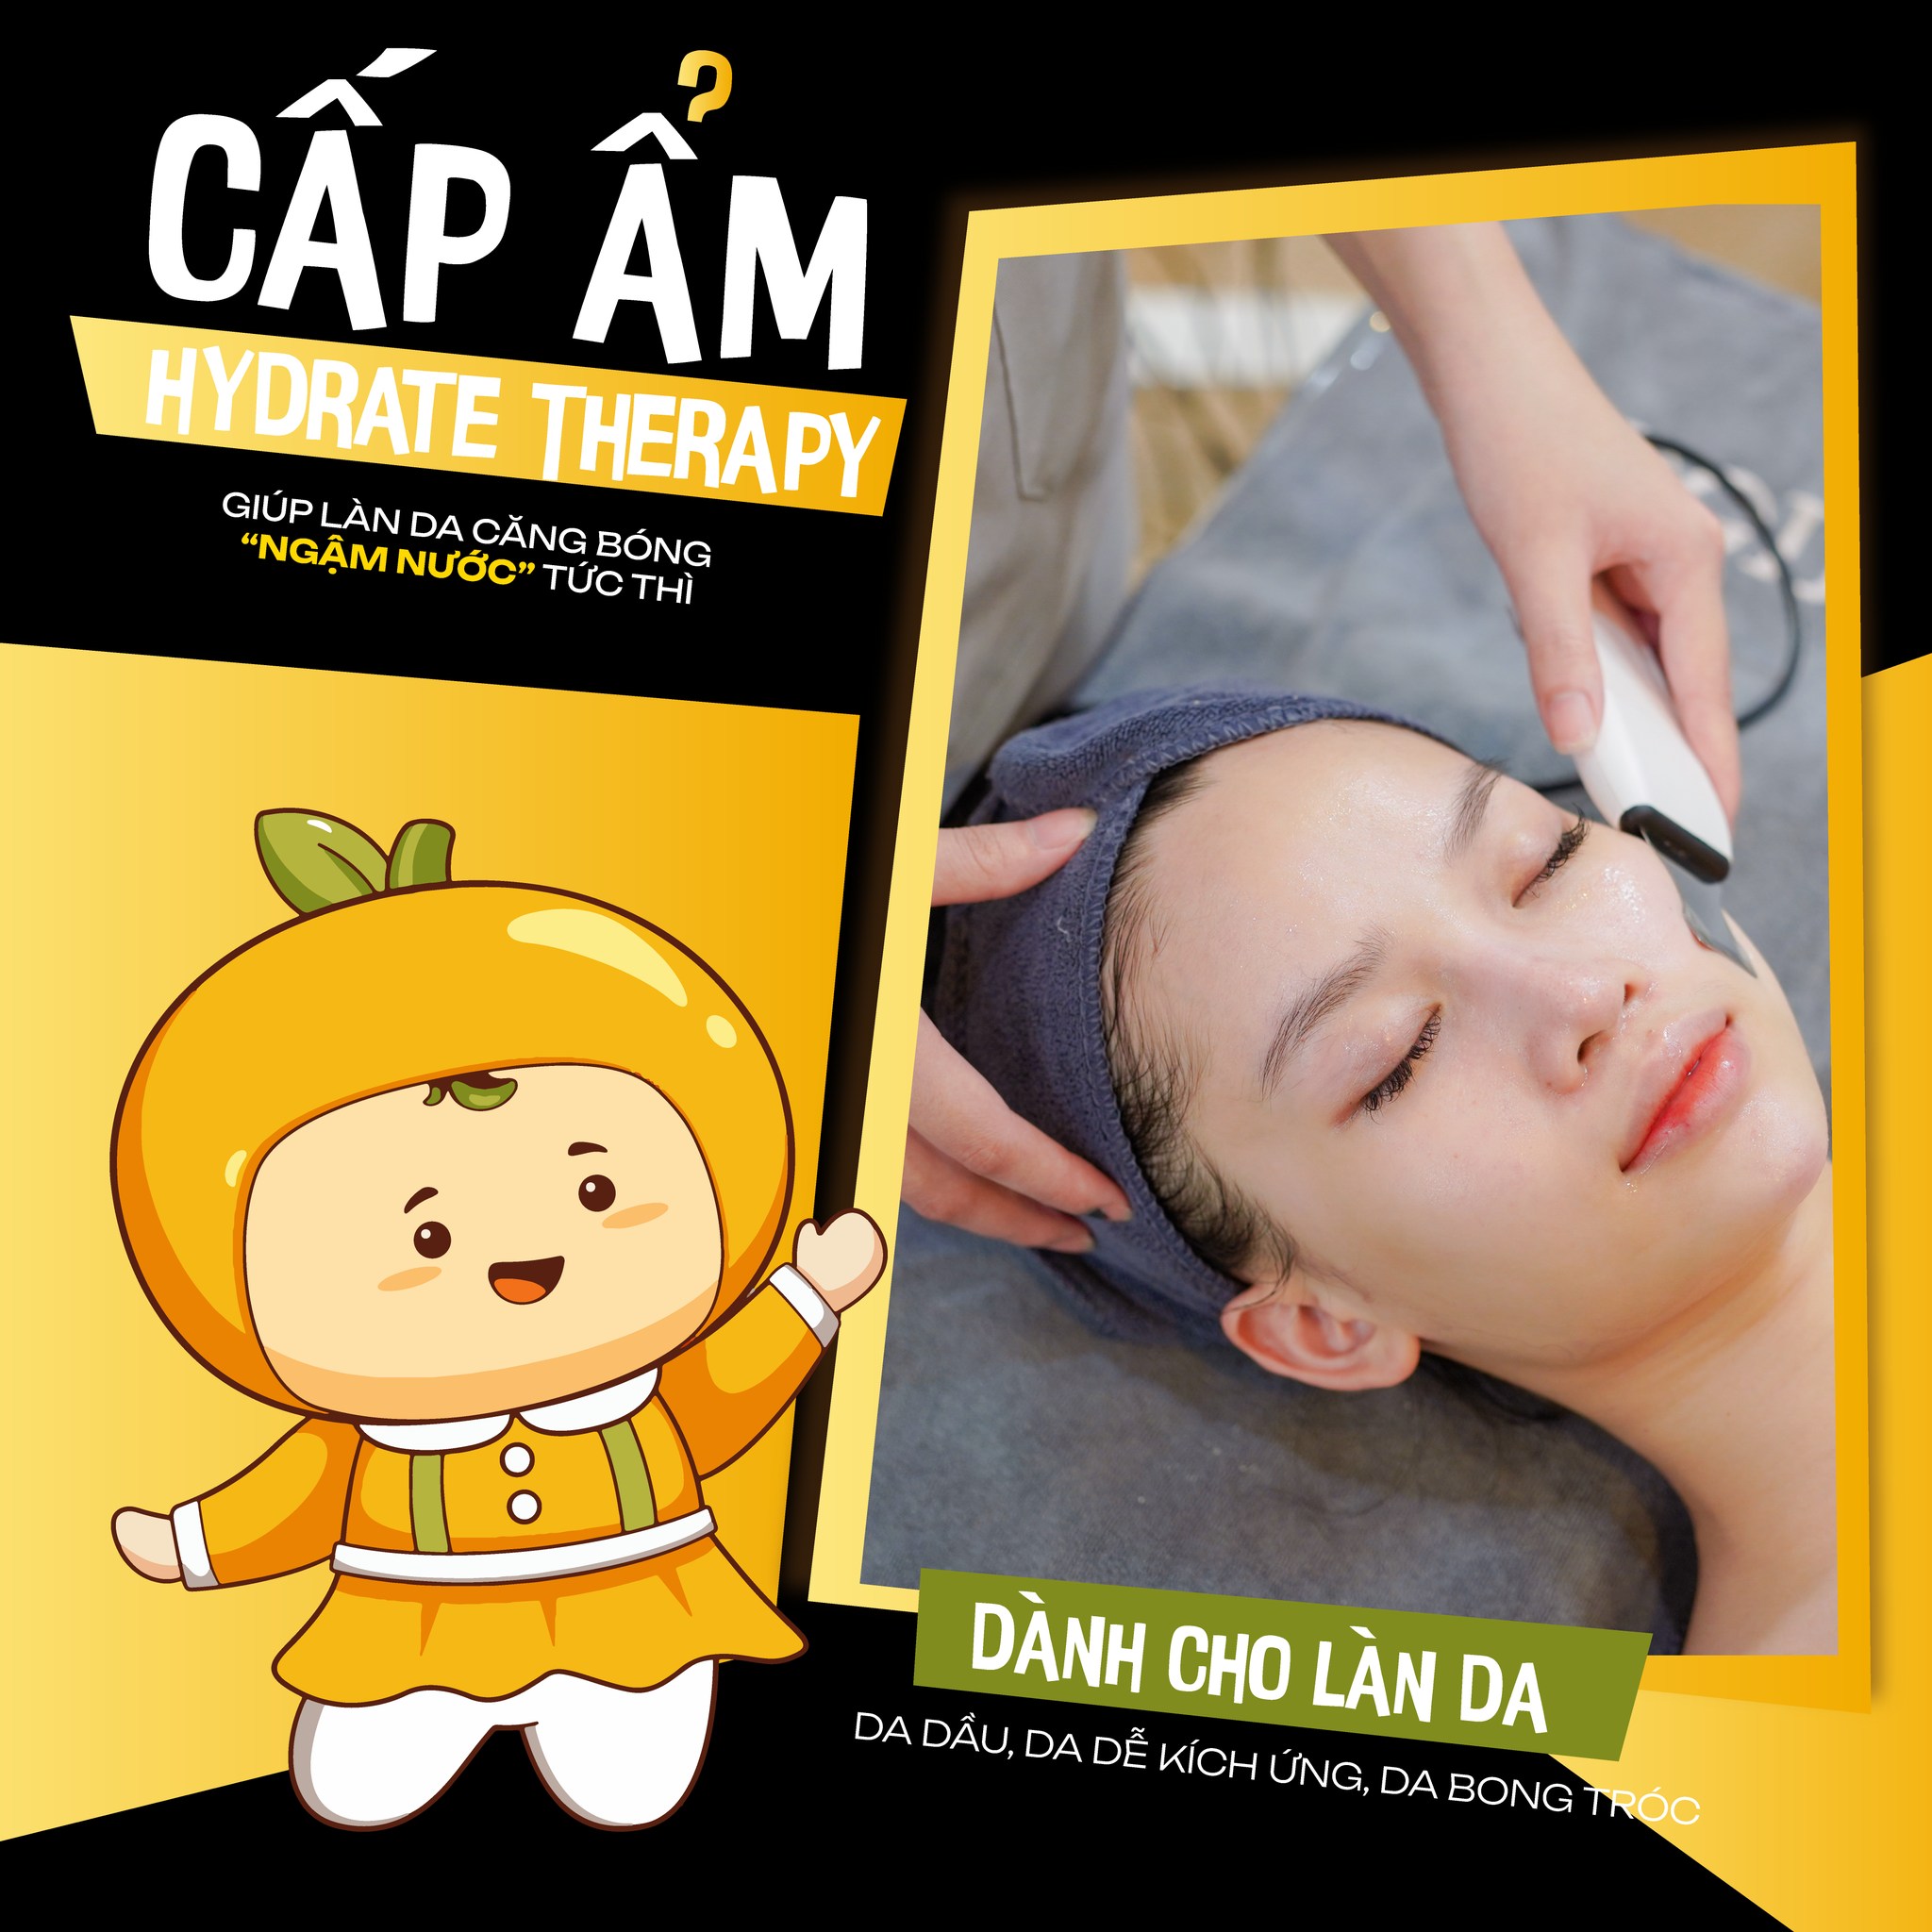 CẤP ẨM
HYDRATE THERAPY
GIÚP LÀN DA CĂNG BÓNG
“NGẬM NƯỚC” TỨC THÌ
DÀNH CHO LÀN DA
DA DẦU, DA DỄ KÍCH ỨNG, DA BONG TRÓC